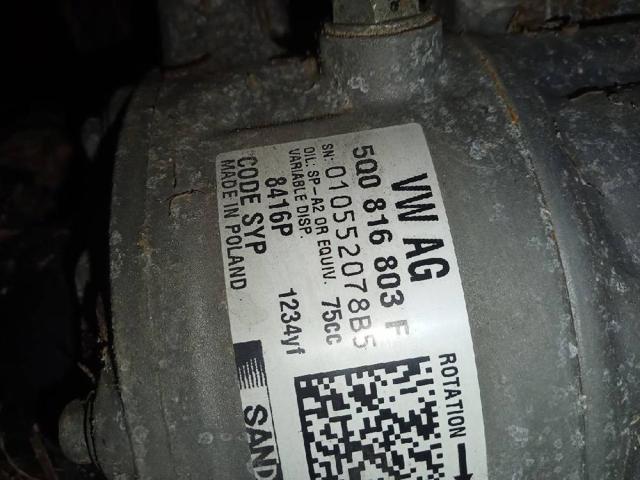 VW AG
5Q0 816 803 F
SN: 0105552078B5
OIL: SP-A2 OR EQUIV. 75cc
VARIABLE DISP.
8416P 1234yf
CODE SYP
MADE IN POLAND
ROTATION
SAND